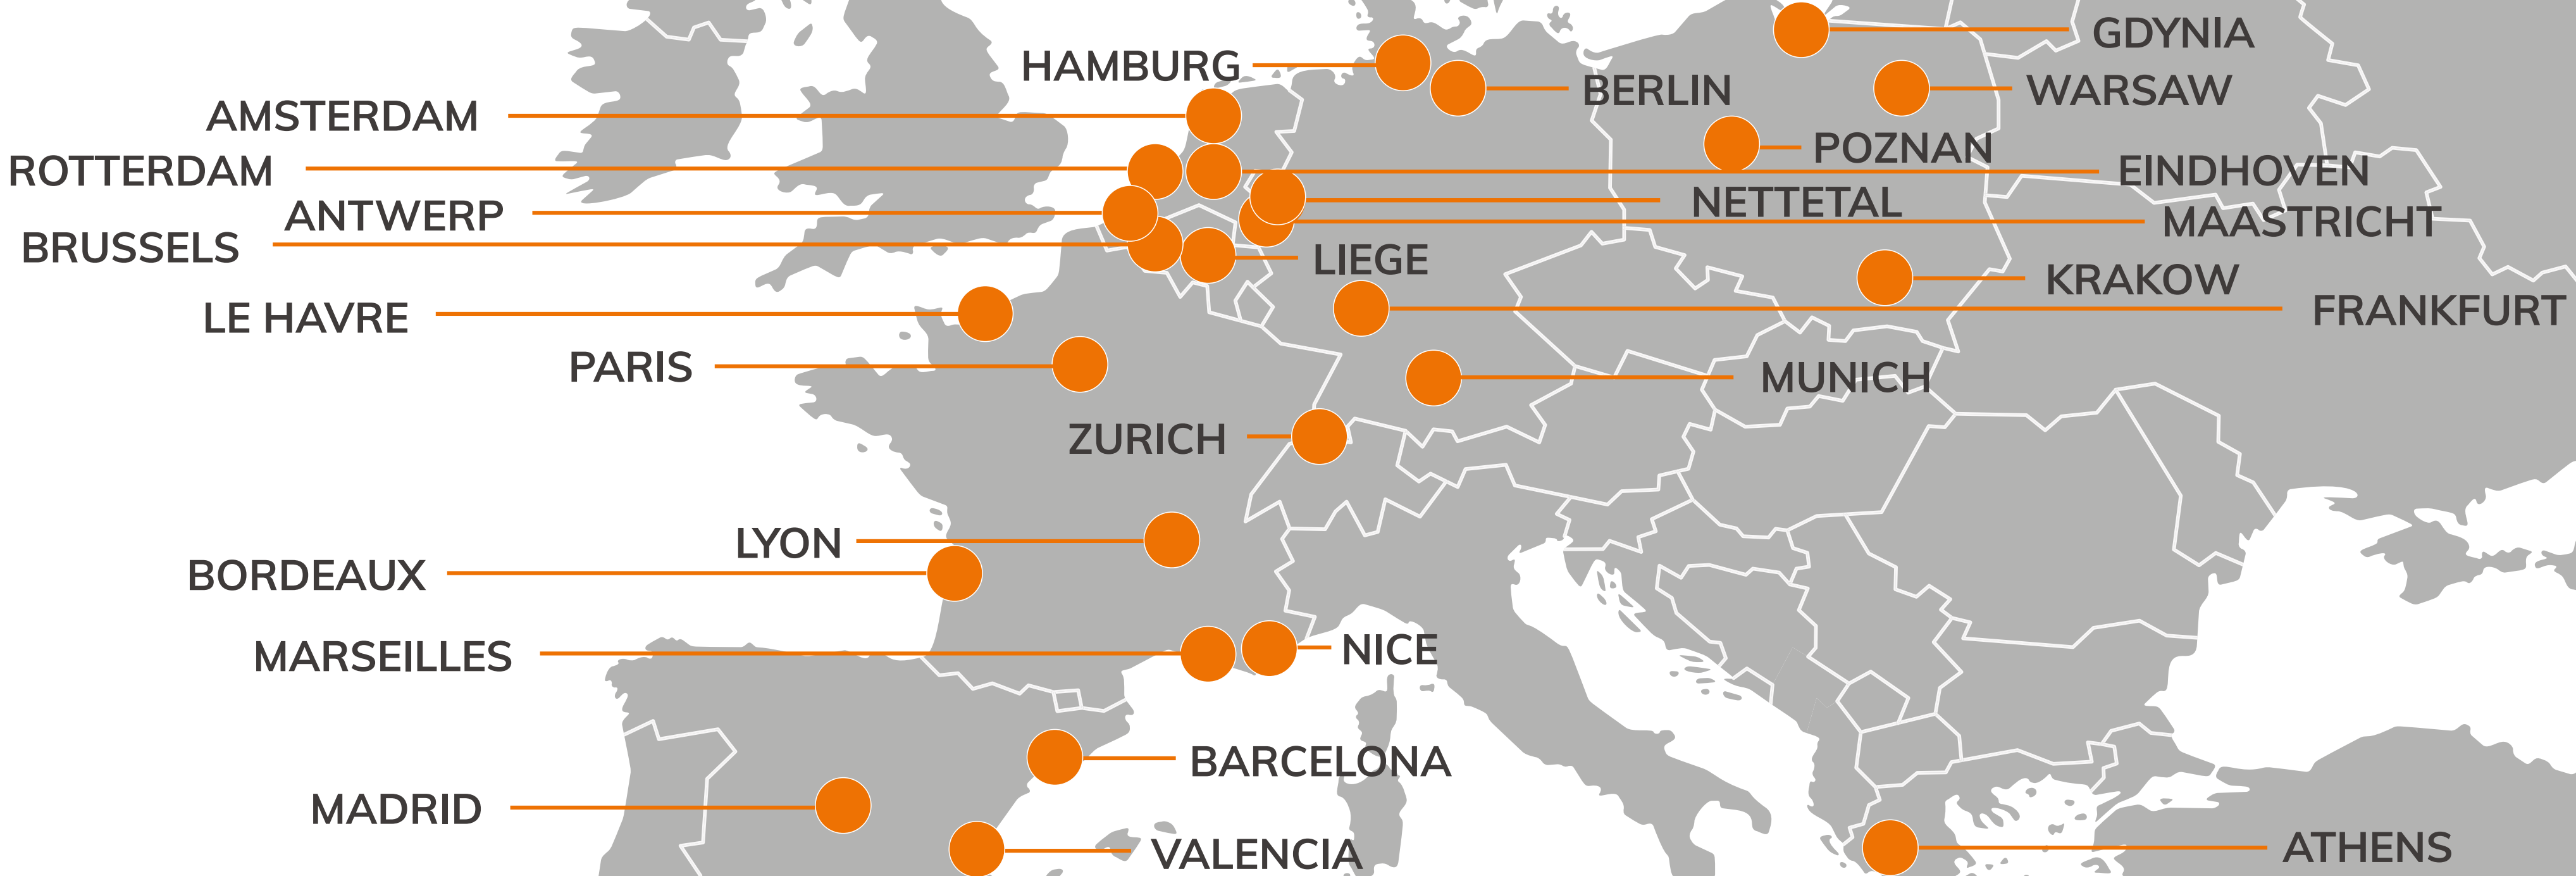 GDYNIA
HAMBURG
BERLIN
WARSAW
AMSTERDAM
POZNAN
ROTTERDAM
EINDHOVEN
NETTETAL
ANTWERP
MAASTRICHT
BRUSSELS
LIEGE
KRAKOW
FRANKFURT
LE HAVRE
PARIS
MUNICH
ZURICH
LYON
BORDEAUX
NICE
MARSEILLES
BARCELONA
MADRID
ATHENS
VALENCIA